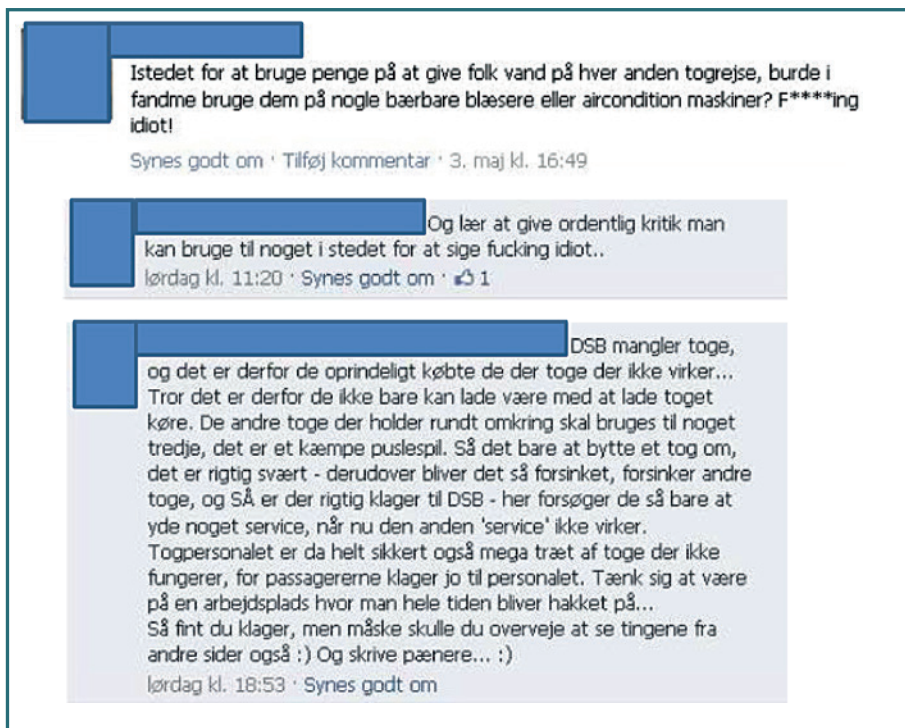 Istedet for at bruge penge på at give folk vand på hver anden togrejse, burde i
fandme bruge dem på nogle bærbare blæsere eller aircondition maskiner? F****ing
idiot!
Synes godt om · Tilføj kommentar · 3. maj kl. 16:49
Og lær at give ordentlig kritik man
kan bruge til noget i stedet for at sige fucking idiot..
lørdag kl. 11:20 · Synes godt om · 1
DSB mangler toge,
og det er derfor de oprindeligt købte de der toge der ikke virker...
Tror det er derfor de ikke bare kan lade være med at lade toget
køre. De andre toge der holder rundt omkring skal bruges til noget
tredje, det er et kæmpe puslespil. Så det bare at bytte et tog om,
det er rigtig svært - derudover bliver det så forsinket, forsinker andre
toge, og SÅ er der rigtig klager til DSB - her forsøger de så bare at
yde noget service, når nu den anden 'service' ikke virker.
Togpersonalet er da helt sikkert også mega træt af toge der ikke
fungerer, for passagererne klager jo til personalet. Tænk sig at være
på en arbejdsplads hvor man hele tiden bliver hakket på...
Så fint du klager, men måske skulle du overveje at se tingene fra
andre sider også :) Og skrive pænere... :)
lørdag kl. 18:53 · Synes godt om